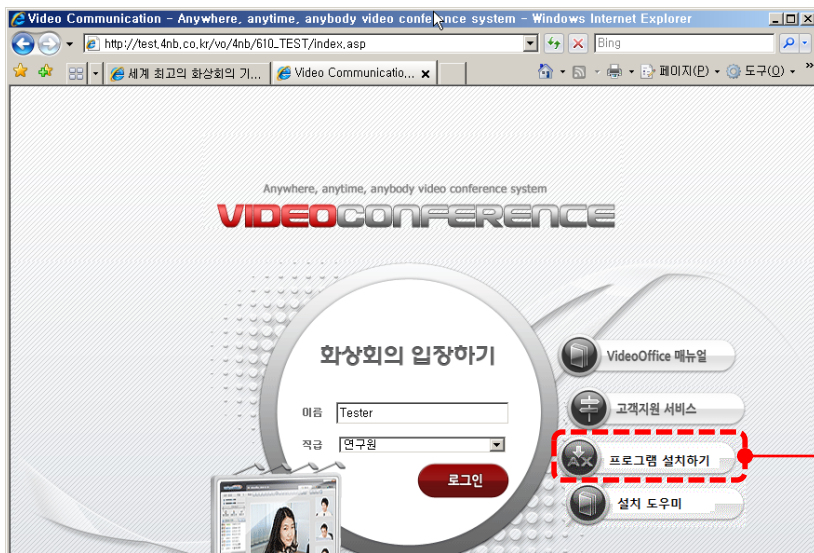 Video Communication - Anywhere, anytime, anybody video conference system - Windows Internet Explorer
http://test.4nb.co.kr/vo/4nb/610_TEST/index.asp
Bing
세계 최고의 화상회의 기...
Video Communicatio...
페이지(P)
도구(O)
Anywhere, anytime, anybody video conference system
VIDEOCONFERENCE
화상회의 입장하기
VideoOffice 매뉴얼
이름 Tester
고객지원 서비스
직급 연구원
AX
프로그램 설치하기
로그인
설치 도우미